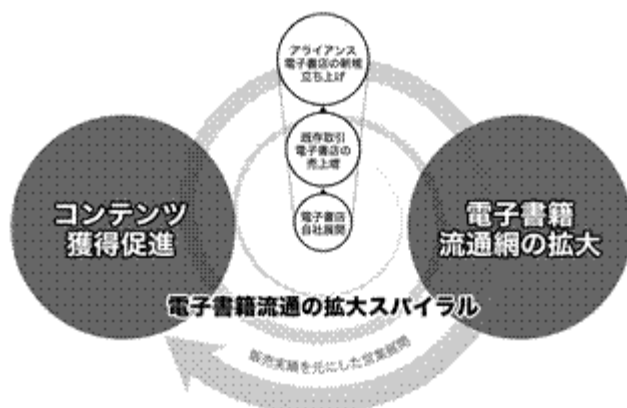 アライアンス
電子書店の新規
立ち上げ
既存取引
電子書店の
売上増
電子書店
自社展開
コンテンツ
獲得促進
電子書籍
流通網の拡大
電子書籍流通の拡大スパイラル
販売実績を元にした営業展開